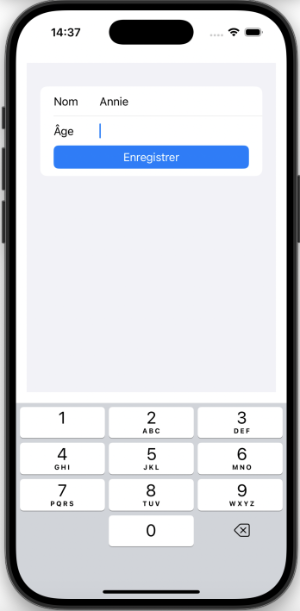 14:37
Nom Annie
Âge
Enregistrer
1 2 3
ABC DEF
4 5 6
GHI JKL MNO
7 8 9
PQRS TUV WXYZ
0